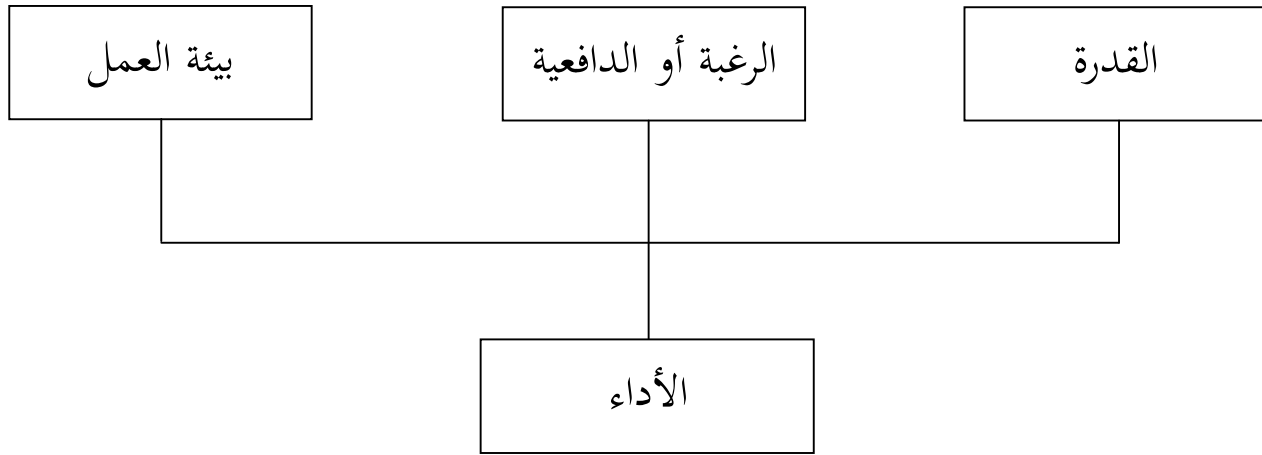 القدرة
الرغبة أو الدافعية
بيئة العمل
الأداء